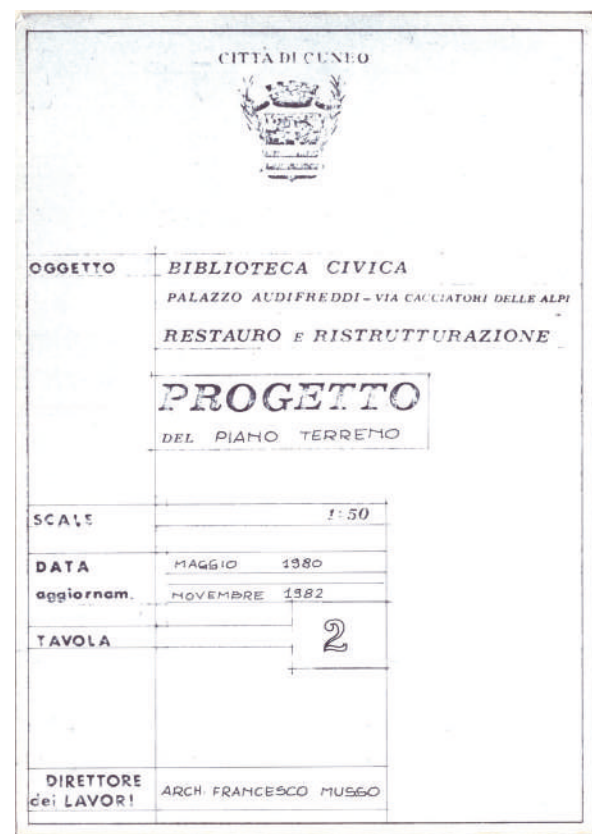 CITTÀ DI CUNEO
OGGETTO
BIBLIOTECA CIVICA
PALAZZO AUDIFREDDI - VIA CACCIATORI DELLE ALPI
RESTAURO E RISTRUTTURAZIONE
PROGETTO
DEL PIANO TERRENO
SCALE 1:50
DATA MAGGIO 1980
aggiornam. NOVEMBRE 1982
TAVOLA 2
DIRETTORE
dei LAVORI
ARCH. FRANCESCO MUSSO